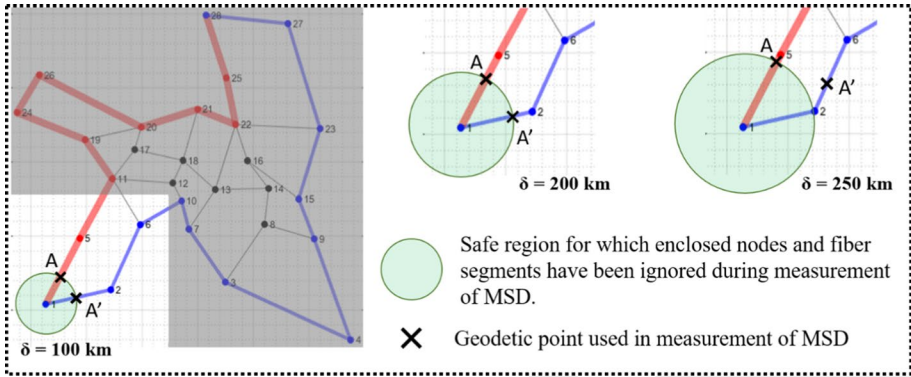 28
27
26
25
24
23
22
21
20
19
18
17
16
15
14
13
12
11
10
9
8
7
6
5
4
3
2
1
A
A'
δ = 100 km
A
5
6
2
1
A'
δ = 200 km
A
5
6
2
1
A'
δ = 250 km
Safe region for which enclosed nodes and fiber
segments have been ignored during measurement
of MSD.
Geodetic point used in measurement of MSD